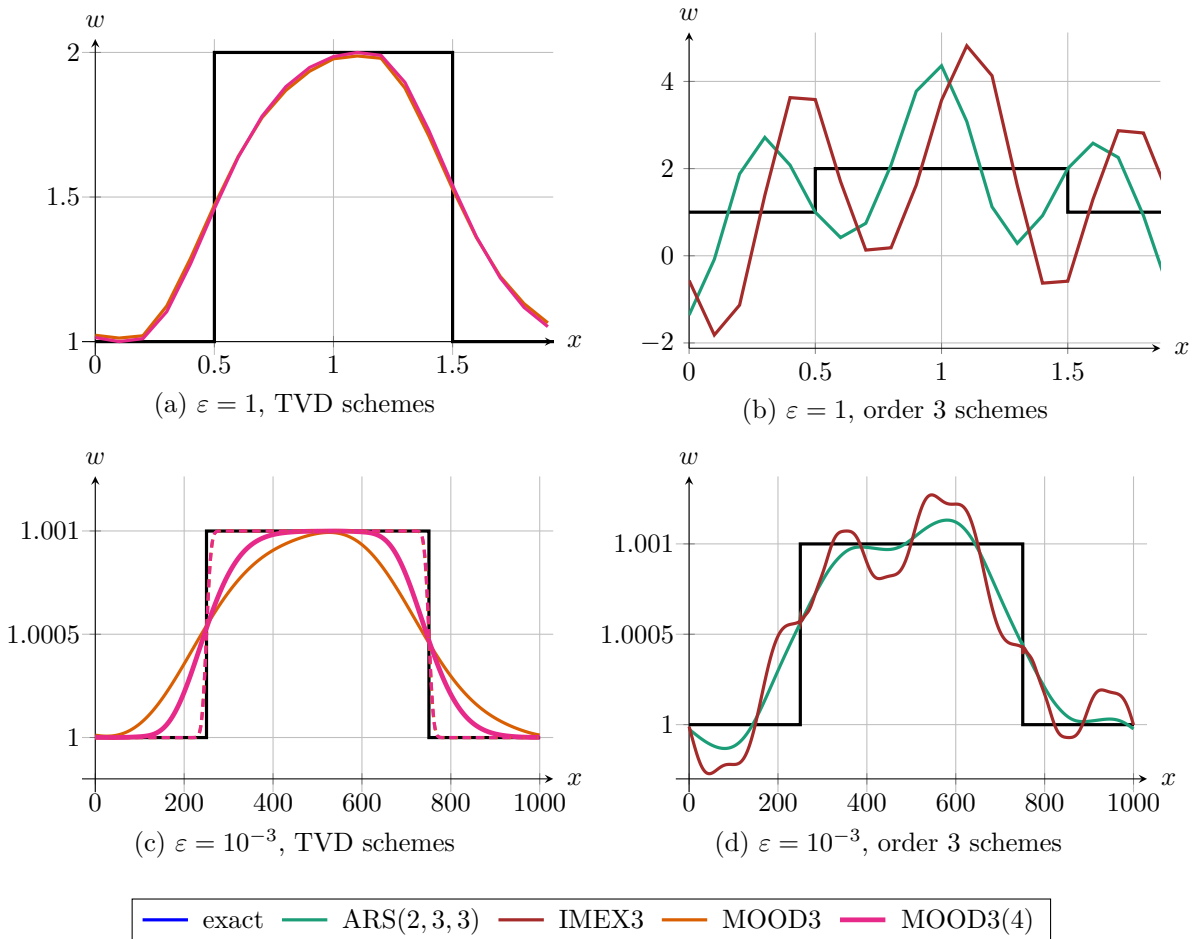 w
2
1.5
1
0
0.5
1
1.5
x
(a) ε = 1, TVD schemes
w
4
2
0
−2
0
0.5
1
1.5
x
(b) ε = 1, order 3 schemes
w
1.001
1.0005
1
0
200
400
600
800
1000
x
(c) ε = 10⁻³, TVD schemes
w
1.001
1.0005
1
0
200
400
600
800
1000
x
(d) ε = 10⁻³, order 3 schemes
exact ARS(2, 3, 3) IMEX3 MOOD3 MOOD3(4)